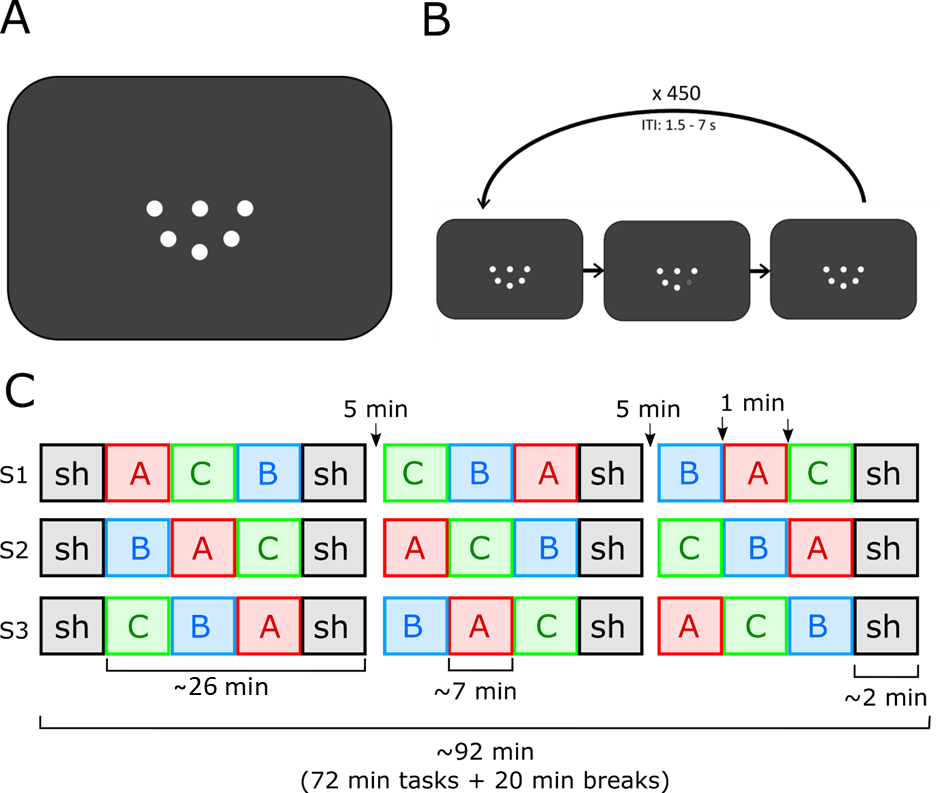 A
B
x 450
ITI: 1.5 - 7 s
C
5 min
5 min
1 min
S1 sh A C B sh C B A sh B A C sh
S2 sh B A C sh A C B sh C B A sh
S3 sh C B A sh B A C sh A C B sh
~26 min
~7 min
~2 min
~92 min
(72 min tasks + 20 min breaks)